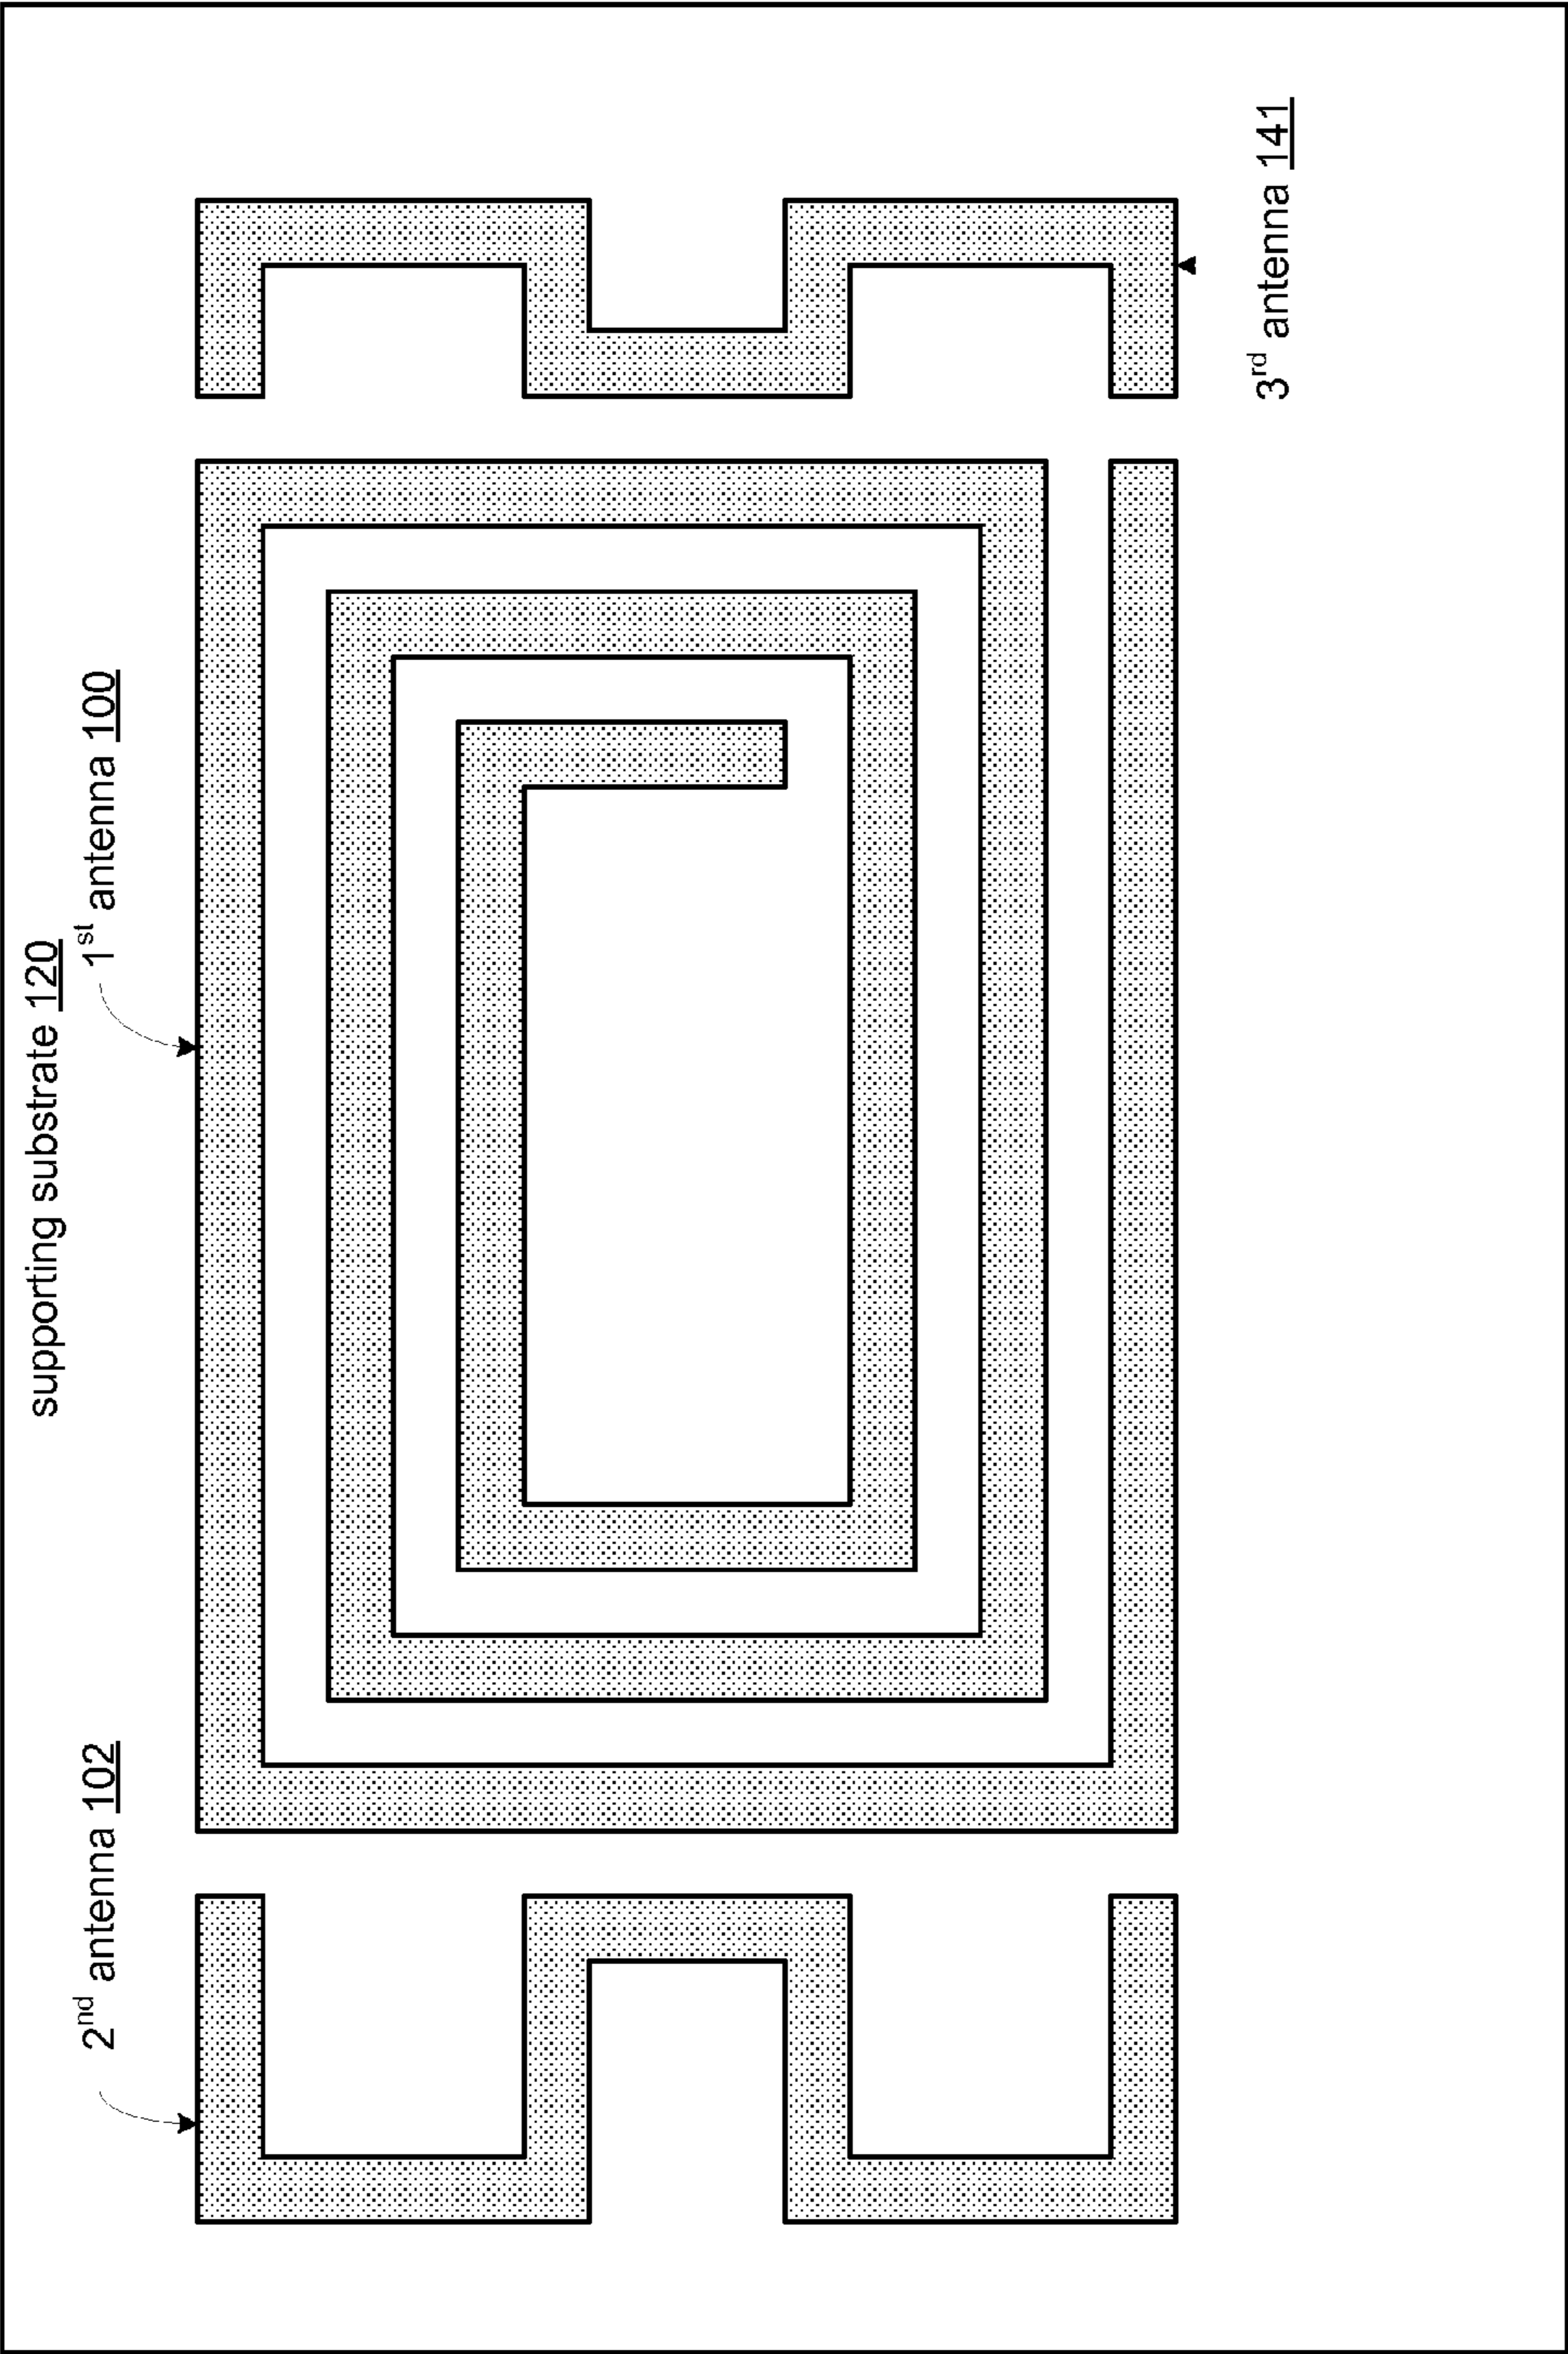 supporting substrate 120
2nd antenna 102
1st antenna 100
3rd antenna 141